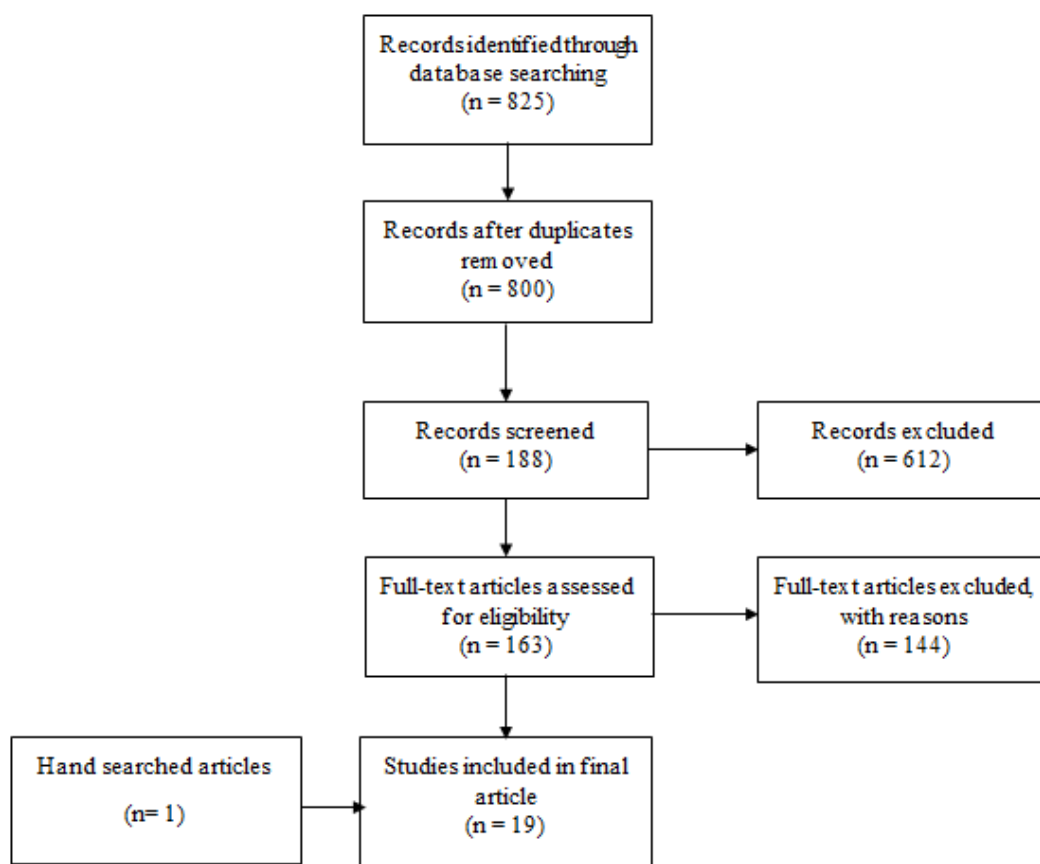 Records identified through
database searching
(n = 825)
Records after duplicates
removed
(n = 800)
Records screened
(n = 188)
Records excluded
(n = 612)
Full-text articles assessed
for eligibility
(n = 163)
Full-text articles excluded,
with reasons
(n = 144)
Hand searched articles
(n= 1)
Studies included in final
article
(n = 19)